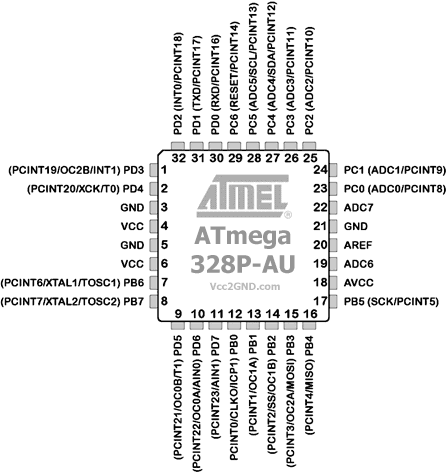 PD2 (INT0/PCINT18)
PD1 (TXD/PCINT17)
PD0 (RXD/PCINT16)
PC6 (RESET/PCINT14)
PC5 (ADC5/SCL/PCINT13)
PC4 (ADC4/SDA/PCINT12)
PC3 (ADC3/PCINT11)
PC2 (ADC2/PCINT10)
32 31 30 29 28 27 26 25
(PCINT19/OC2B/INT1) PD3 1
(PCINT20/XCK/T0) PD4 2
GND 3
VCC 4
GND 5
VCC 6
(PCINT6/XTAL1/TOSC1) PB6 7
(PCINT7/XTAL2/TOSC2) PB7 8
ATMEL
ATmega
328P-AU
Vcc2GND.com
24 PC1 (ADC1/PCINT9)
23 PC0 (ADC0/PCINT8)
22 ADC7
21 GND
20 AREF
19 ADC6
18 AVCC
17 PB5 (SCK/PCINT5)
9 10 11 12 13 14 15 16
(PCINT21/OC0B/T1) PD5
(PCINT22/OC0A/AIN0) PD6
(PCINT23/AIN1) PD7
(PCINT0/CLKO/ICP1) PB0
(PCINT1/OC1A) PB1
(PCINT2/SS/OC1B) PB2
(PCINT3/OC2A/MOSI) PB3
(PCINT4/MISO) PB4